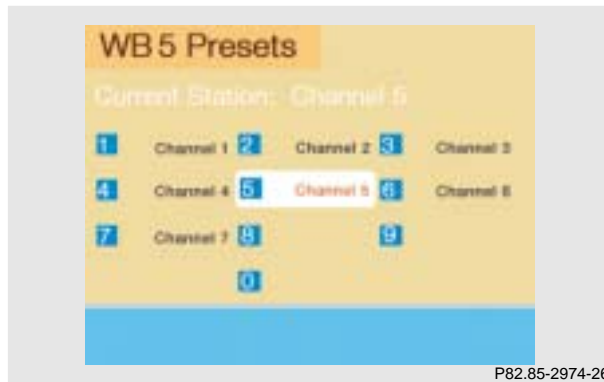 WB 5 Presets
Current Station: Channel 5
1 Channel 1 2 Channel 2 3 Channel 3
4 Channel 4 5 Channel 5 6 Channel 6
7 Channel 7 8 9
0
P82.85-2974-26